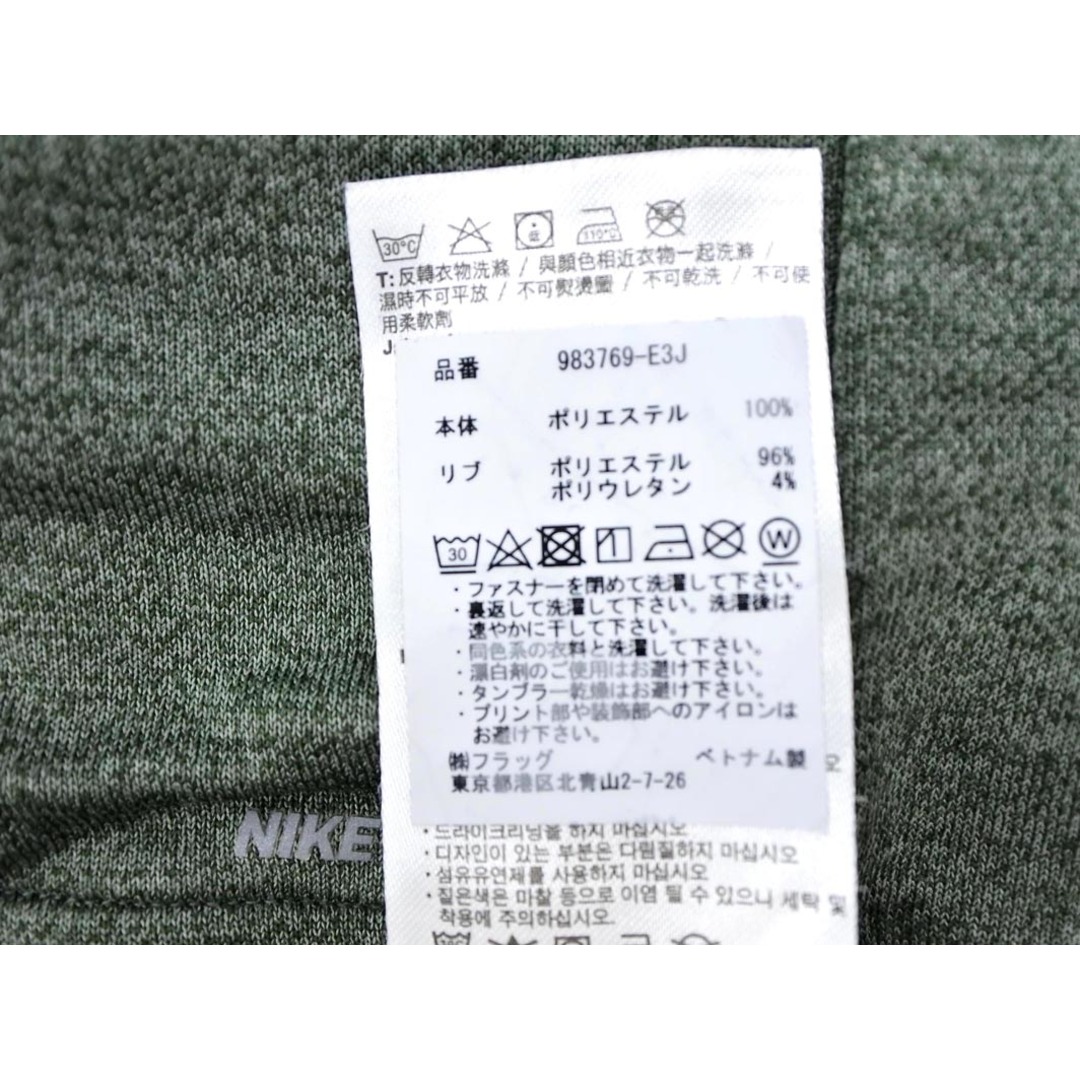 30°C 低 110°C
T: 反轉衣物洗滌 / 與顏色相近衣物一起洗滌 /
濕時不可平放 / 不可熨燙圖 / 不可乾洗 / 不可使
用柔軟劑
J
品番 983769-E3J
本体 ポリエステル 100%
リブ ポリエステル 96%
ポリウレタン 4%
30 W
・ファスナーを閉めて洗濯して下さい。
・裏返して洗濯して下さい。洗濯後は
速やかに干して下さい。
・同色系の衣料と洗濯して下さい。
・漂白剤のご使用はお避け下さい。
・タンブラー乾燥はお避け下さい。
・プリント部や装飾部へのアイロンは
お避け下さい。
㈱フラッグ ベトナム製
東京都港区北青山2-7-26
오
NIKE
・드라이크리닝을 하지 마십시오
・디자인이 있는 부분은 다림질하지 마십시오
・섬유유연제를 사용하지 마십시오
・짙은색은 마찰 등으로 이염 될 수 있으니 세탁 및
착용에 주의하십시오.